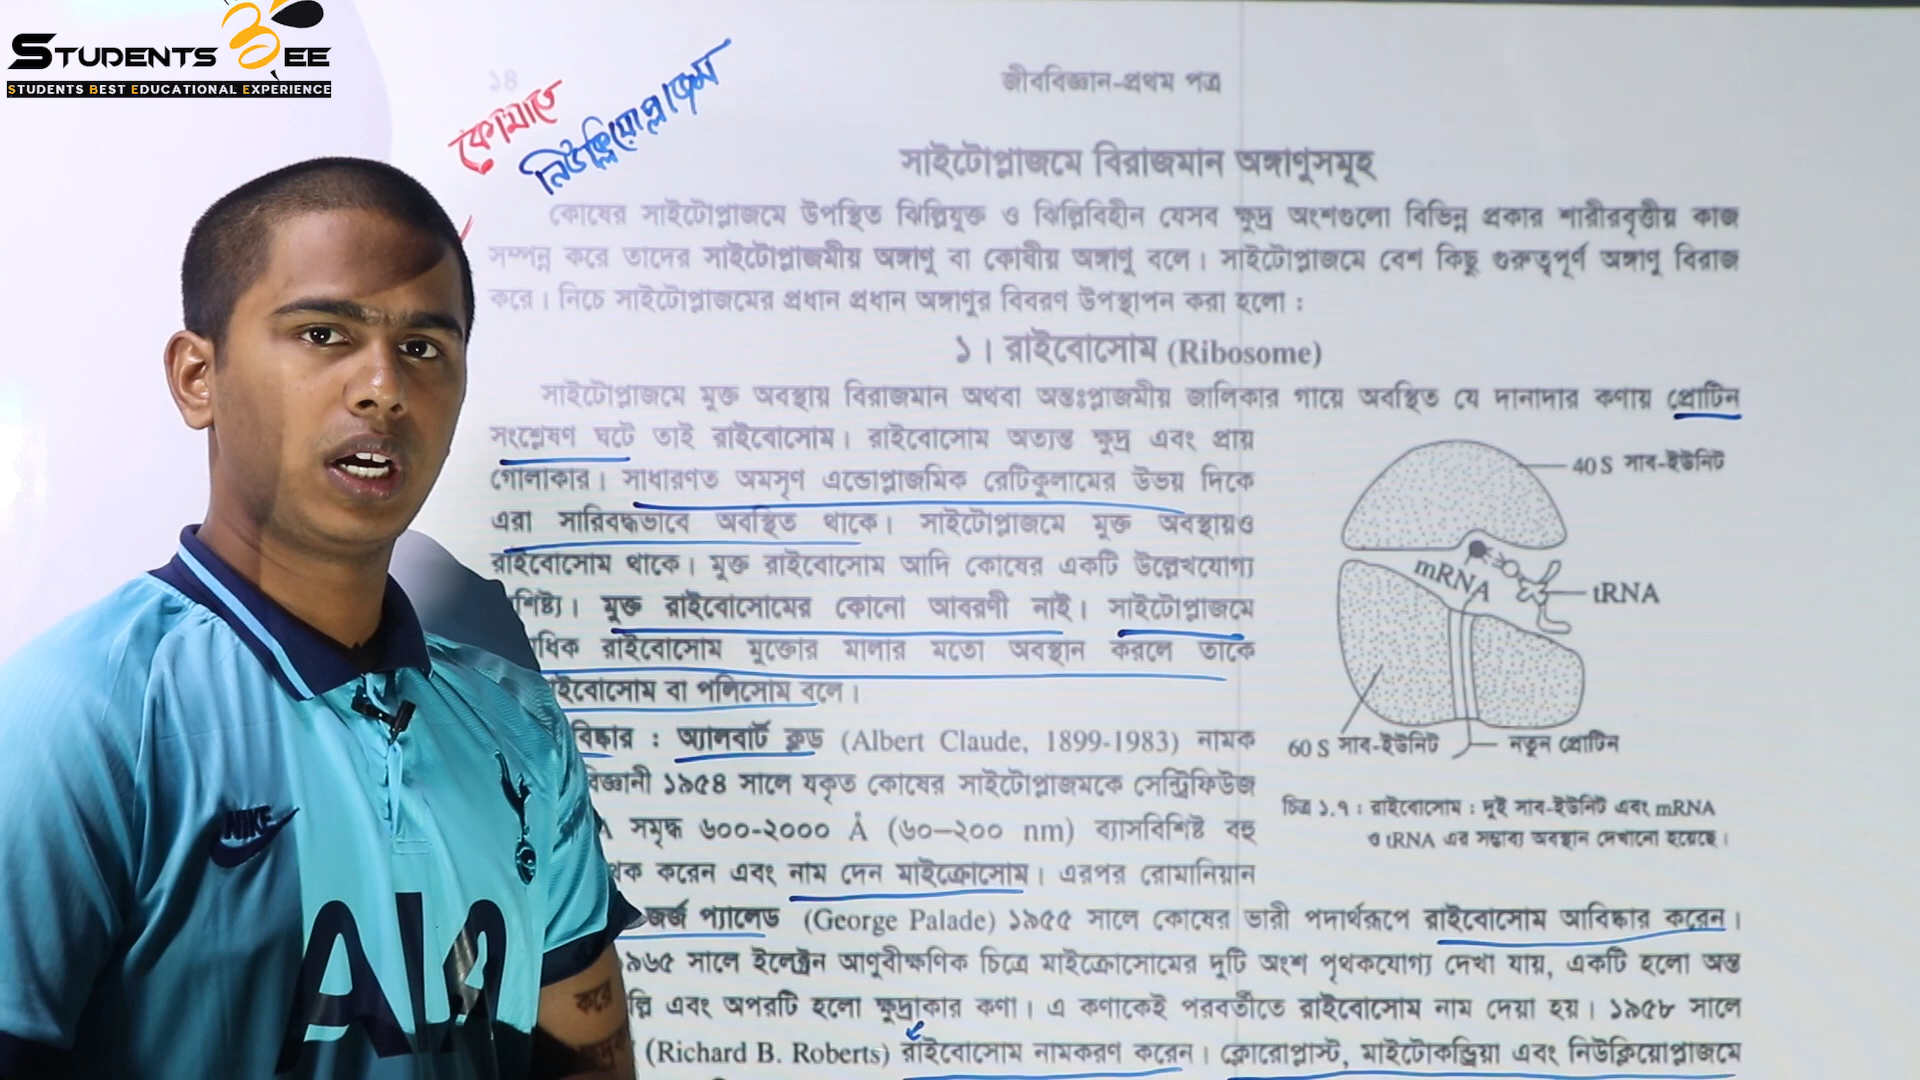 STUDENTS BEE
STUDENTS BEST EDUCATIONAL EXPERIENCE
১৪
জীববিজ্ঞান-প্রথম পত্র
কোষাতে
নিউক্লিয়োপ্লাজেম
সাইটোপ্লাজমে বিরাজমান অঙ্গাণুসমূহ
কোষের সাইটোপ্লাজমে উপস্থিত ঝিল্লিযুক্ত ও ঝিল্লিবিহীন যেসব ক্ষুদ্র অংশগুলো বিভিন্ন প্রকার শারীরবৃত্তীয় কাজ
সম্পন্ন করে তাদের সাইটোপ্লাজমীয় অঙ্গাণু বা কোষীয় অঙ্গাণু বলে। সাইটোপ্লাজমে বেশ কিছু গুরুত্বপূর্ণ অঙ্গাণু বিরাজ
করে। নিচে সাইটোপ্লাজমের প্রধান প্রধান অঙ্গাণুর বিবরণ উপস্থাপন করা হলো :
১। রাইবোসোম (Ribosome)
সাইটোপ্লাজমে মুক্ত অবস্থায় বিরাজমান অথবা অন্তঃপ্লাজমীয় জালিকার গায়ে অবস্থিত যে দানাদার কণায় প্রোটিন
সংশ্লেষণ ঘটে তাই রাইবোসোম। রাইবোসোম অত্যন্ত ক্ষুদ্র এবং প্রায়
গোলাকার। সাধারণত অমসৃণ এন্ডোপ্লাজমিক রেটিকুলামের উভয় দিকে
এরা সারিবদ্ধভাবে অবস্থিত থাকে। সাইটোপ্লাজমে মুক্ত অবস্থায়ও
রাইবোসোম থাকে। মুক্ত রাইবোসোম আদি কোষের একটি উল্লেখযোগ্য
শিষ্ট্য। মুক্ত রাইবোসোমের কোনো আবরণী নাই। সাইটোপ্লাজমে
ধিক রাইবোসোম মুক্তোর মালার মতো অবস্থান করলে তাকে
ইবোসোম বা পলিসোম বলে।
বিষ্কার : অ্যালবার্ট ক্লড (Albert Claude, 1899-1983) নামক
বিজ্ঞানী ১৯৫৪ সালে যকৃত কোষের সাইটোপ্লাজমকে সেন্ট্রিফিউজ
A সমৃদ্ধ ৬০০-২০০০ Å (৬০–২০০ nm) ব্যাসবিশিষ্ট বহু
থক করেন এবং নাম দেন মাইক্রোসোম। এরপর রোমানিয়ান
জর্জ প্যালেড (George Palade) ১৯৫৫ সালে কোষের ভারী পদার্থরূপে রাইবোসোম আবিষ্কার করেন।
১৯৬৫ সালে ইলেক্ট্রন আণুবীক্ষণিক চিত্রে মাইক্রোসোমের দুটি অংশ পৃথকযোগ্য দেখা যায়, একটি হলো অন্ত
করে
ল্লি এবং অপরটি হলো ক্ষুদ্রাকার কণা। এ কণাকেই পরবর্তীতে রাইবোসোম নাম দেয়া হয়। ১৯৫৮ সালে
(Richard B. Roberts) রাইবোসোম নামকরণ করেন। ক্লোরোপ্লাস্ট, মাইটোকন্ড্রিয়া এবং নিউক্লিয়োপ্লাজমে
40 S সাব-ইউনিট
mRNA
tRNA
60 S সাব-ইউনিট
নতুন প্রোটিন
চিত্র ১.৭ : রাইবোসোম : দুই সাব-ইউনিট এবং mRNA
ও tRNA এর সম্ভাব্য অবস্থান দেখানো হয়েছে।
NIKE
AIA